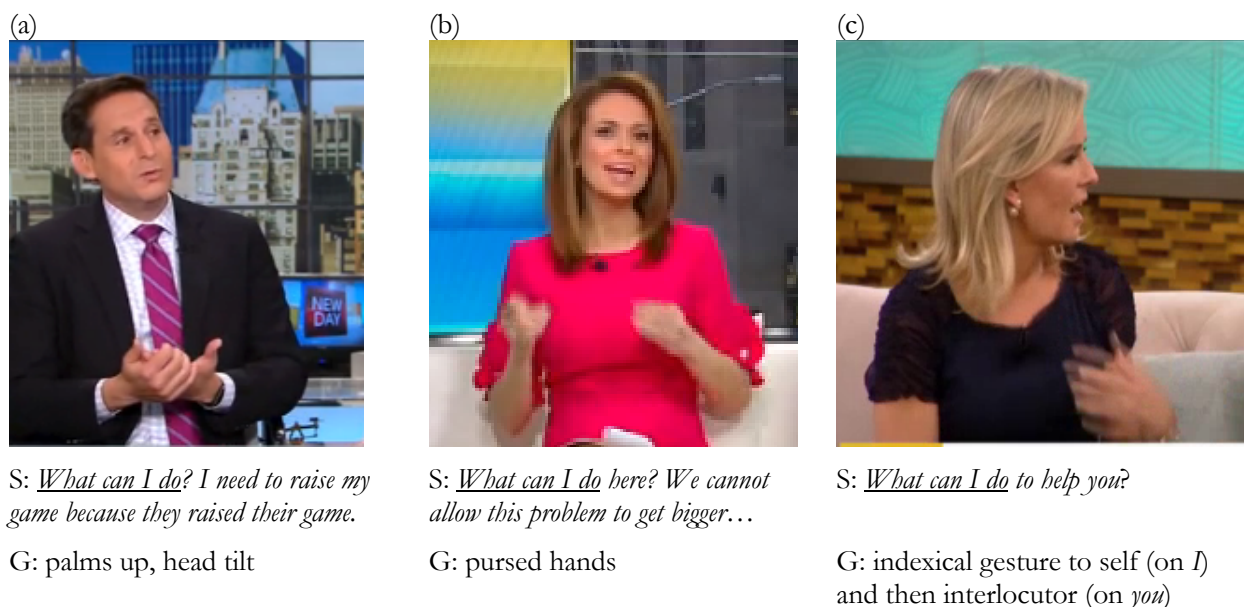 (a)
(b)
(c)
NEW
DAY
S: What can I do? I need to raise my
game because they raised their game.
G: palms up, head tilt
S: What can I do here? We cannot
allow this problem to get bigger…
G: pursed hands
S: What can I do to help you?
G: indexical gesture to self (on I)
and then interlocutor (on you)